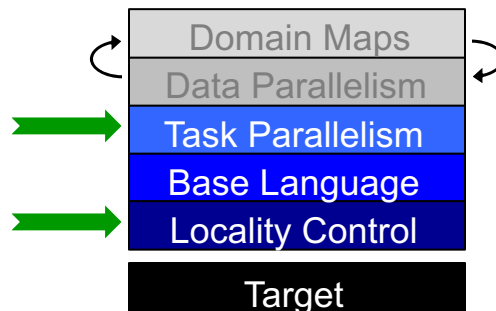 Domain Maps
Data Parallelism
Task Parallelism
Base Language
Locality Control
Target